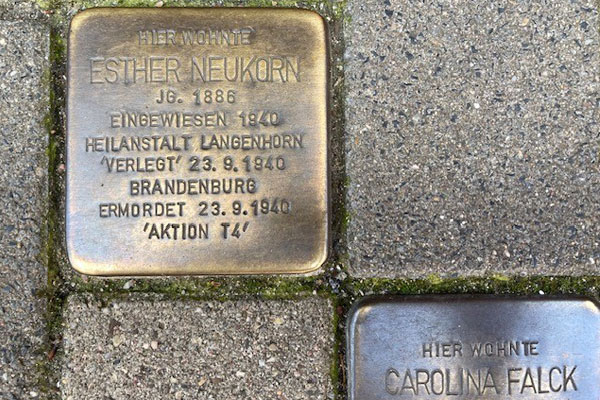 HIER WOHNTE
ESTHER NEUKORN
JG. 1886
EINGEWIESEN 1940
HEILANSTALT LANGENHORN
'VERLEGT' 23.9.1940
BRANDENBURG
ERMORDET 23.9.1940
'AKTION T4'
HIER WOHNTE
CAROLINA FALCK